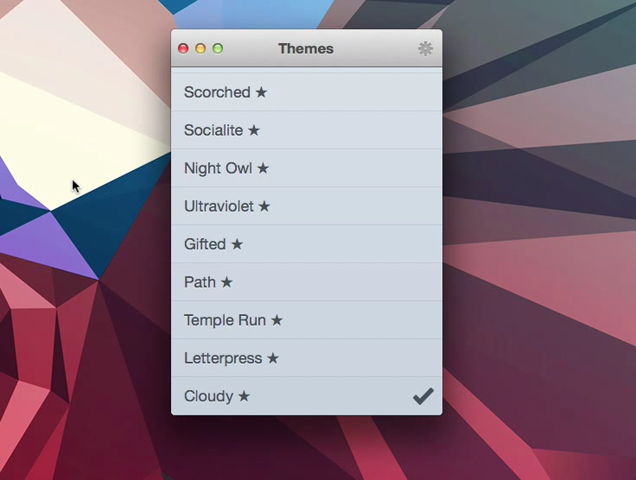 Themes
Scorched ★
Socialite ★
Night Owl ★
Ultraviolet ★
Gifted ★
Path ★
Temple Run ★
Letterpress ★
Cloudy ★